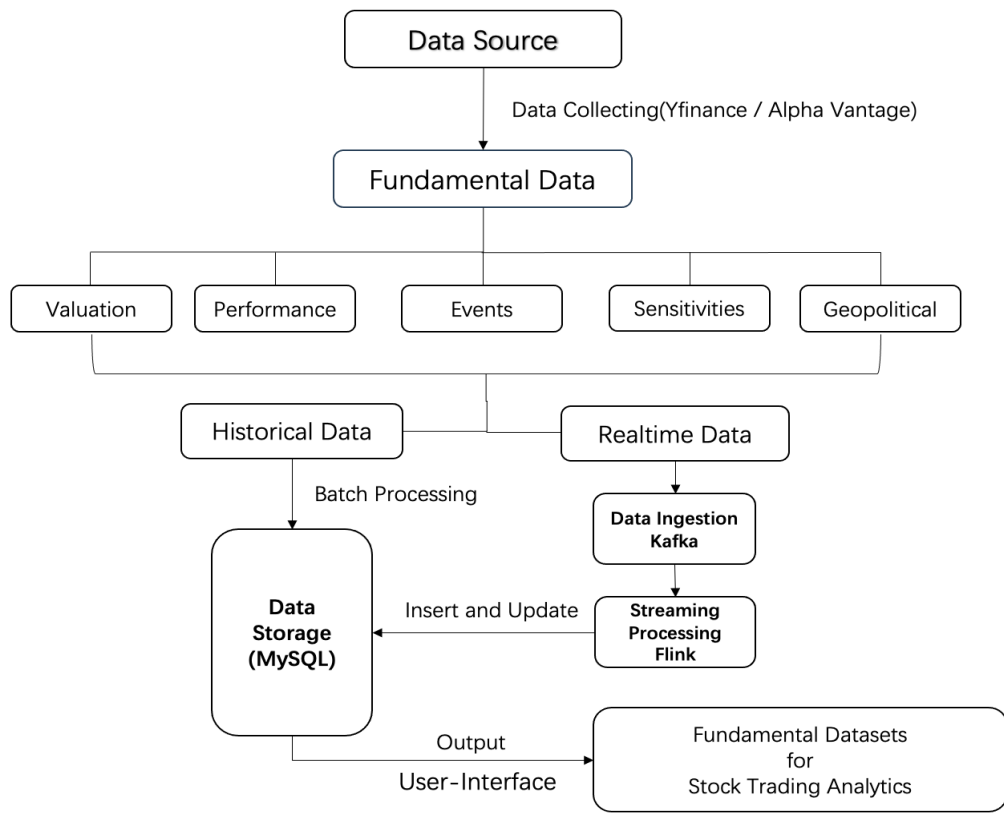 Data Source
Data Collecting(Yfinance / Alpha Vantage)
Fundamental Data
Valuation
Performance
Events
Sensitivities
Geopolitical
Historical Data
Realtime Data
Batch Processing
Data Ingestion
Kafka
Data
Storage
(MySQL)
Insert and Update
Streaming
Processing
Flink
Output
User-Interface
Fundamental Datasets
for
Stock Trading Analytics